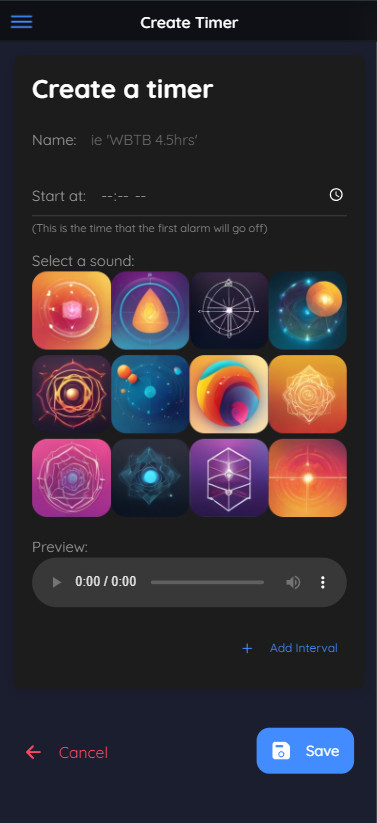 Create Timer
Create a timer
Name: ie 'WBTB 4.5hrs'
Start at: --:-- --
(This is the time that the first alarm will go off)
Select a sound:
Preview:
0:00 / 0:00
+ Add Interval
Cancel
Save